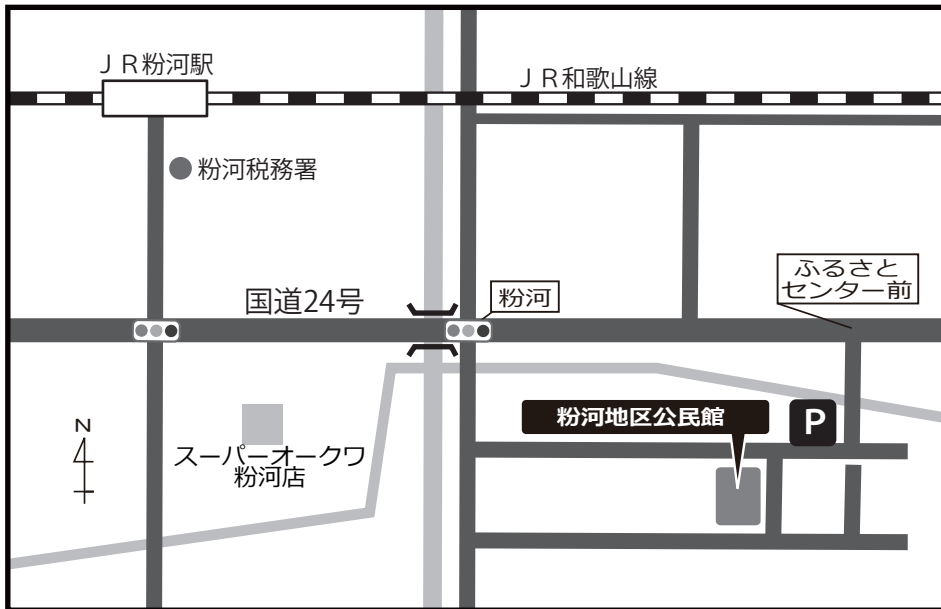 ＪＲ粉河駅
ＪＲ和歌山線
粉河税務署
国道24号
粉河
ふるさと
センター前
粉河地区公民館
P
N
スーパーオークワ
粉河店